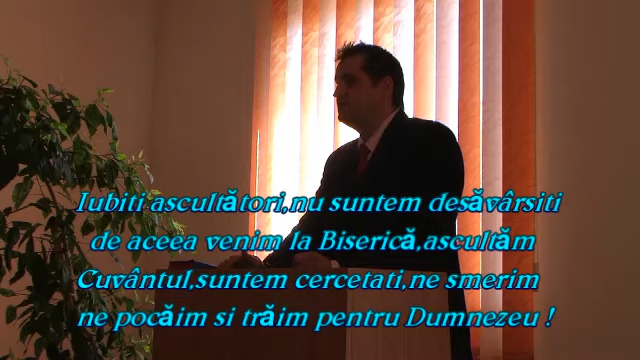 Iubiti ascultători,nu suntem desăvârsiti
de aceea venim la Biserică,ascultăm
Cuvântul,suntem cercetati,ne smerim
ne pocăim si trăim pentru Dumnezeu !